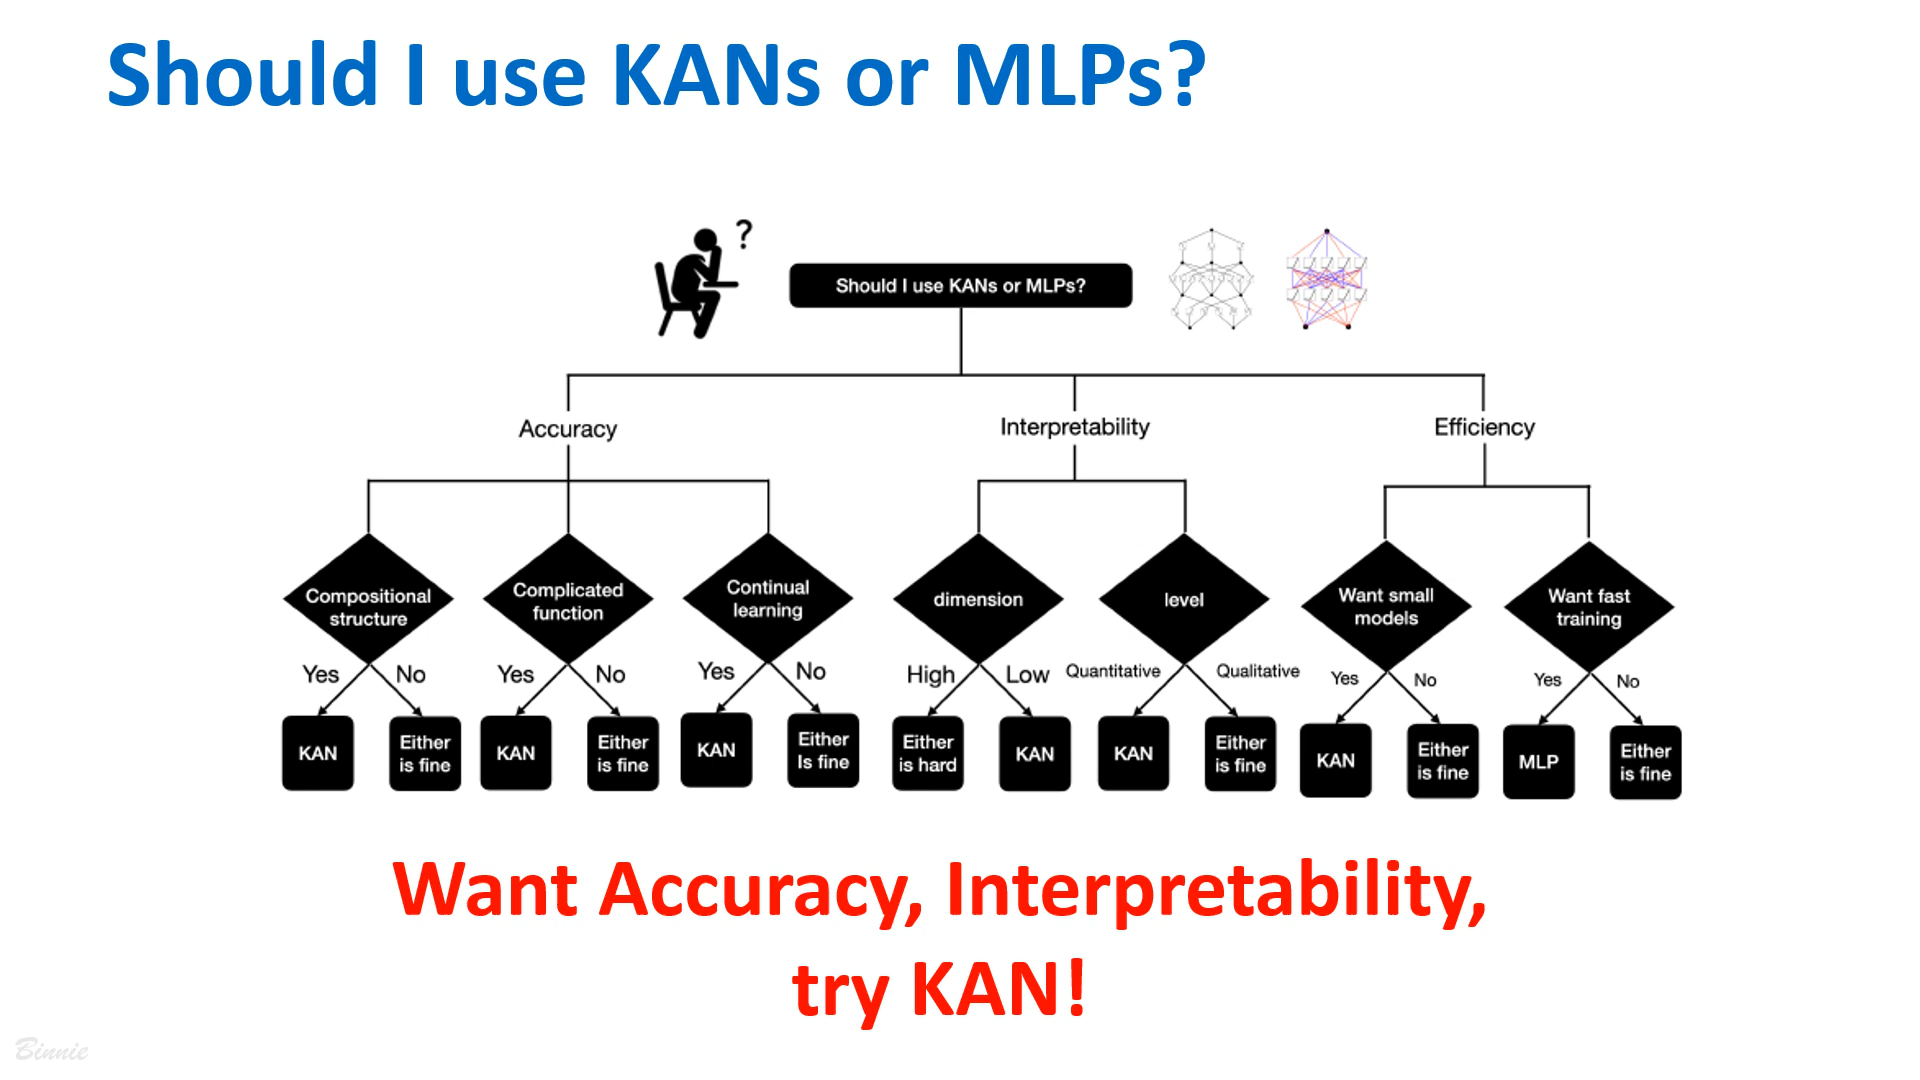 Should I use KANs or MLPs?
?
Should I use KANs or MLPs?
Accuracy
Interpretability
Efficiency
Compositional
structure
Complicated
function
Continual
learning
dimension
level
Want small
models
Want fast
training
Yes
No
Yes
No
Yes
No
High
Low
Quantitative
Qualitative
Yes
No
Yes
No
KAN
Either
is fine
KAN
Either
is fine
KAN
Either
Is fine
Either
is hard
KAN
KAN
Either
is fine
KAN
Either
is fine
MLP
Either
is fine
Want Accuracy, Interpretability,
try KAN!
Binnie